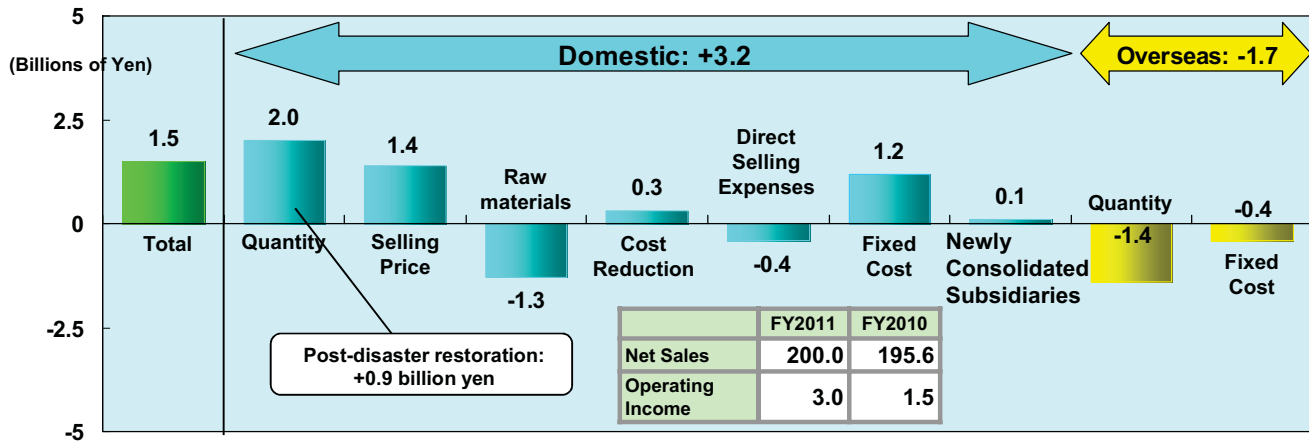 5
(Billions of Yen)
Domestic: +3.2
Overseas: -1.7
2.5
1.5
2.0
1.4
Raw
materials
0.3
Direct
Selling
Expenses
1.2
0.1
Quantity
-0.4
0
Total
Quantity
Selling
Price
-1.3
Cost
Reduction
-0.4
Fixed
Cost
Newly
Consolidated
Subsidiaries
-1.4
Fixed
Cost
-2.5
Post-disaster restoration:
+0.9 billion yen
FY2011 FY2010
Net Sales 200.0 195.6
Operating
Income 3.0 1.5
-5